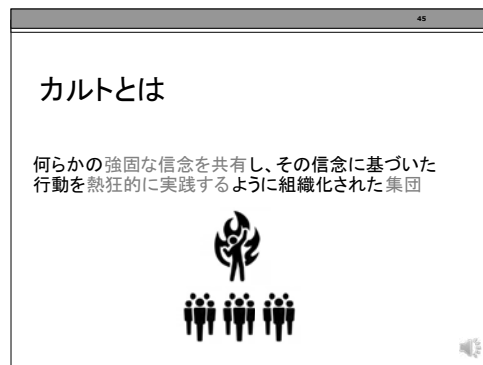 45
カルトとは
何らかの強固な信念を共有し、その信念に基づいた
行動を熱狂的に実践するように組織化された集団